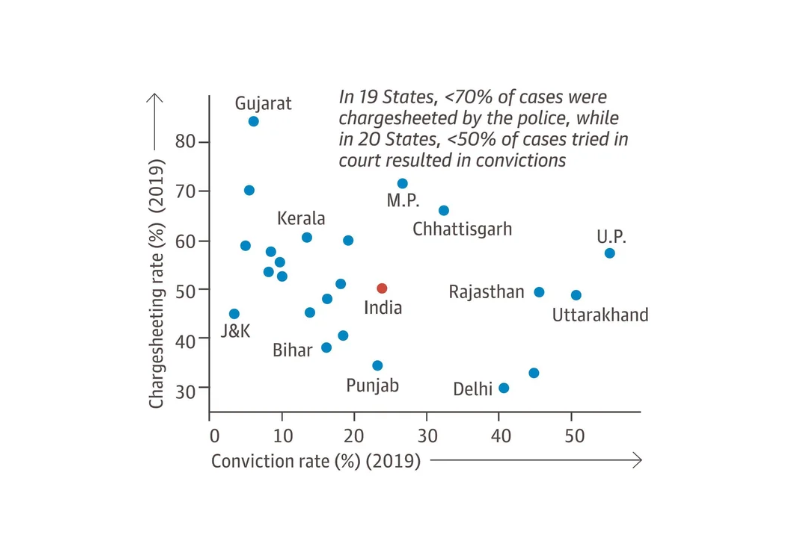 Gujarat
In 19 States, <70% of cases were
chargesheeted by the police, while
in 20 States, <50% of cases tried in
court resulted in convictions
Chargesheeting rate (%) (2019)
80
70
60
50
40
30
M.P.
Kerala
Chhattisgarh
U.P.
India
Rajasthan
Uttarakhand
J&K
Bihar
Punjab
Delhi
0 10 20 30 40 50
Conviction rate (%) (2019)